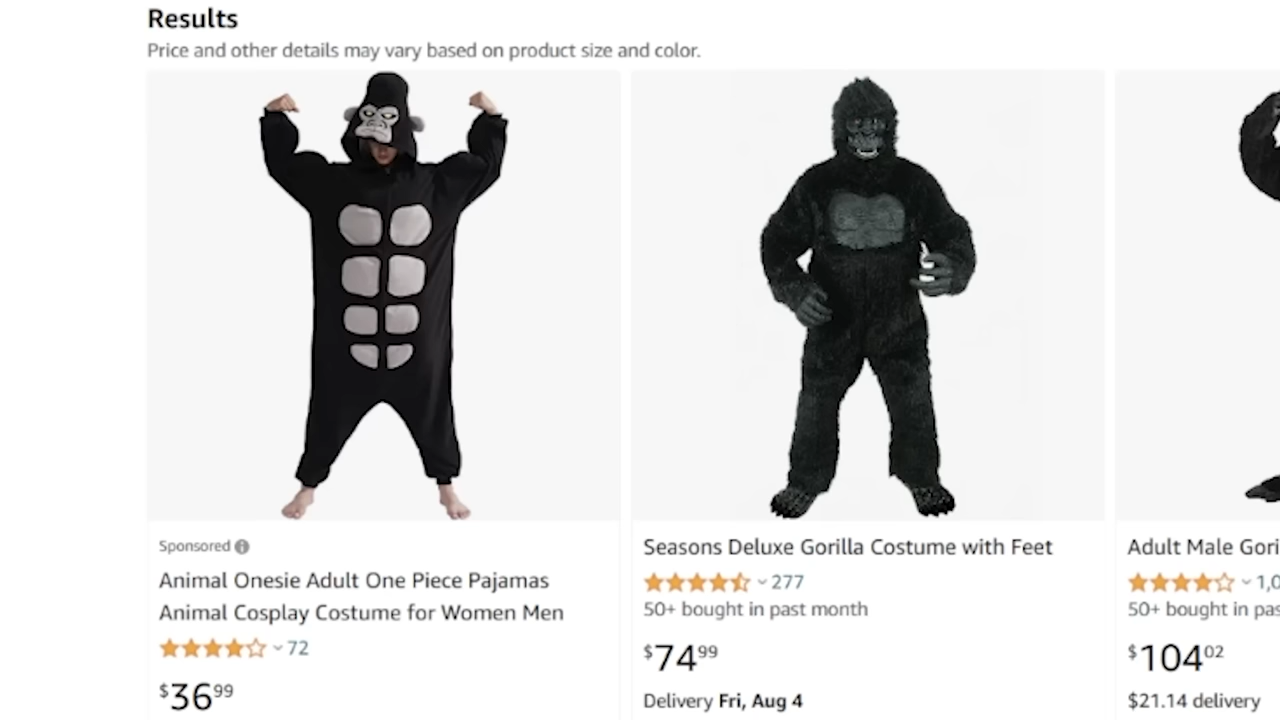 Results
Price and other details may vary based on product size and color.
Sponsored
Animal Onesie Adult One Piece Pajamas
Animal Cosplay Costume for Women Men
72
$36.99
Seasons Deluxe Gorilla Costume with Feet
277
50+ bought in past month
$74.99
Delivery Fri, Aug 4
Adult Male Gori
1,0
50+ bought in pas
$104.02
$21.14 delivery